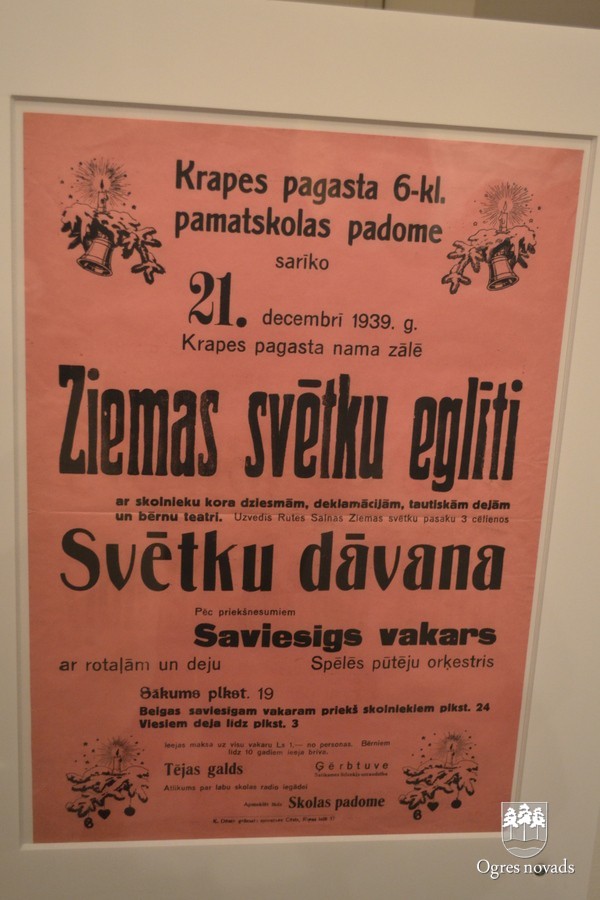 Krapes pagasta 6-kl.
pamatskolas padome
sarīko
21. decembrī 1939. g.
Krapes pagasta nama zālē
Ziemas svētku eglīti
ar skolnieku kora dziesmām, deklamācijām, tautiskām dejām
un bērnu teatri. Uzvedīs Rutes Salnas Ziemas svētku pasaku 3 cēlienos
Svētku dāvana
Pēc priekšnesumiem
Saviesīgs vakars
ar rotaļām un deju Spēlēs pūtēju orķestris
Sākums plkst. 19
Beigas saviesīgam vakaram priekš skolniekiem plkst. 24
Viesiem deja līdz plkst. 3
Ieejas maksa uz visu vakaru Ls 1,— no personas. Bērniem
līdz 10 gadiem ieeja brīva.
Tējas galds Ģērbtuve
Atlikums par labu skolas radio iegādei
Skolas padome
Ogres novads